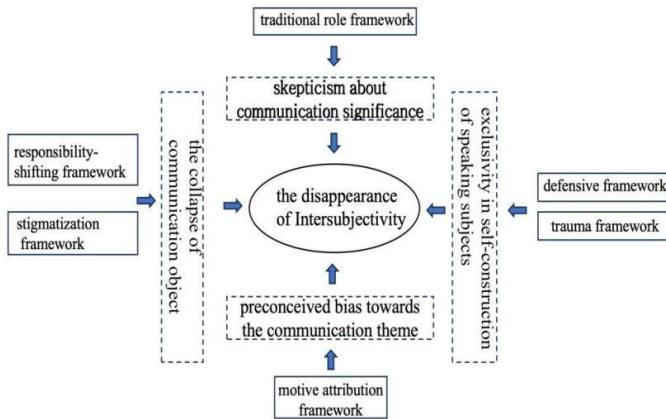 traditional role framework
skepticism about
communication significance
responsibility-
shifting framework
stigmatization
framework
the collapse of
communication object
the disappearance
of Intersubjectivity
exclusivity in self-construction
of speaking subjects
defensive framework
trauma framework
preconceived bias towards
the communication theme
motive attribution
framework